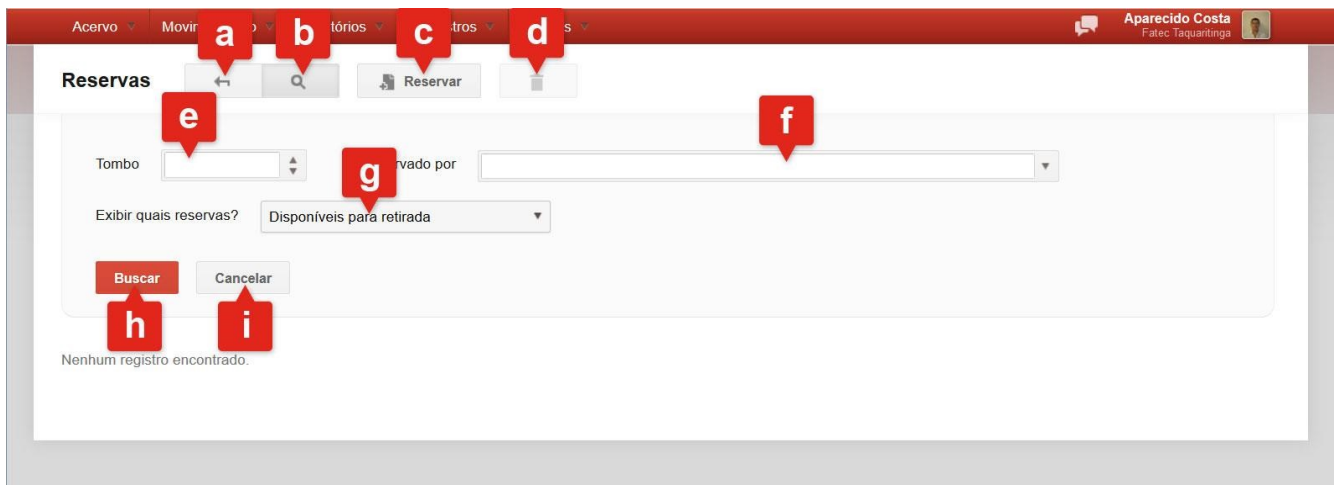 Acervo Movi a o b tórios c tros d s Aparecido Costa
Fatec Taquaritinga
Reservas Reservar
e f
Tombo g vado por
Exibir quais reservas? Disponíveis para retirada
Buscar Cancelar
h i
Nenhum registro encontrado.